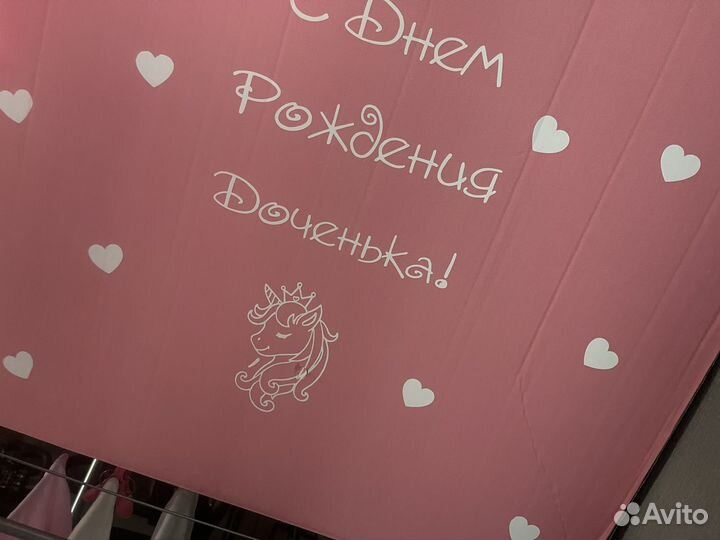 С Днем
Рождения
Доченька!
Avito